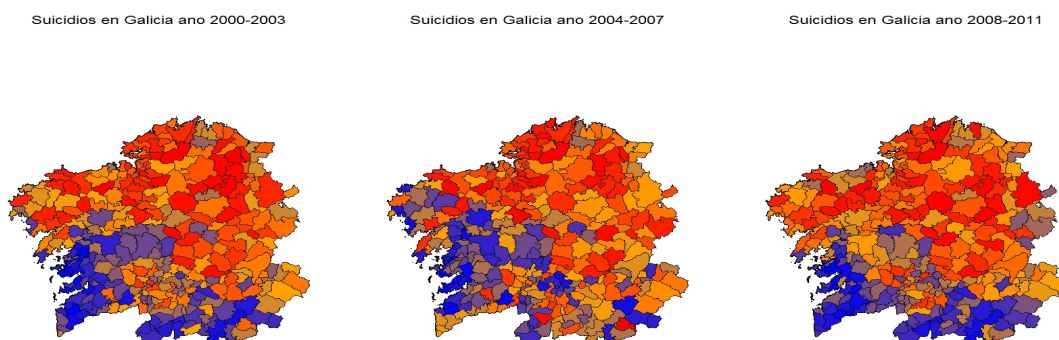 Suicidios en Galicia ano 2000-2003
Suicidios en Galicia ano 2004-2007
Suicidios en Galicia ano 2008-2011